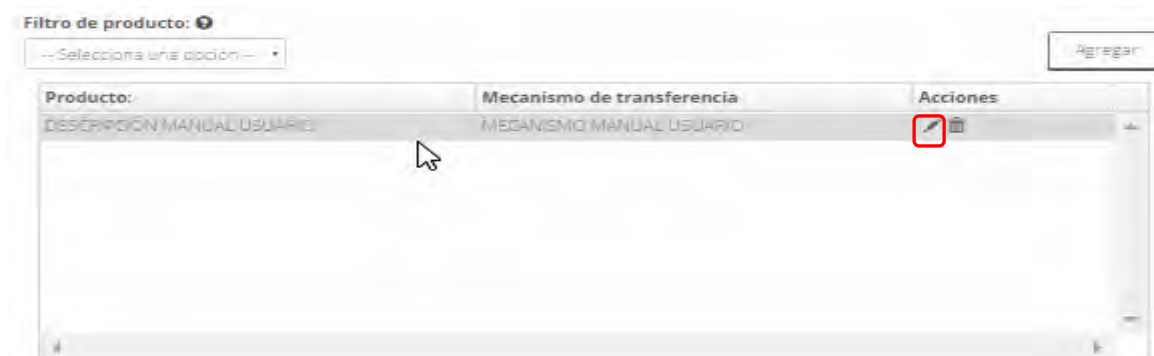 Filtro de producto:
-- Selecciona una opción --
Agregar
Producto: Mecanismo de transferencia Acciones
DESCRIPCIÓN MANUAL USUARIO MECANISMO MANUAL USUARIO